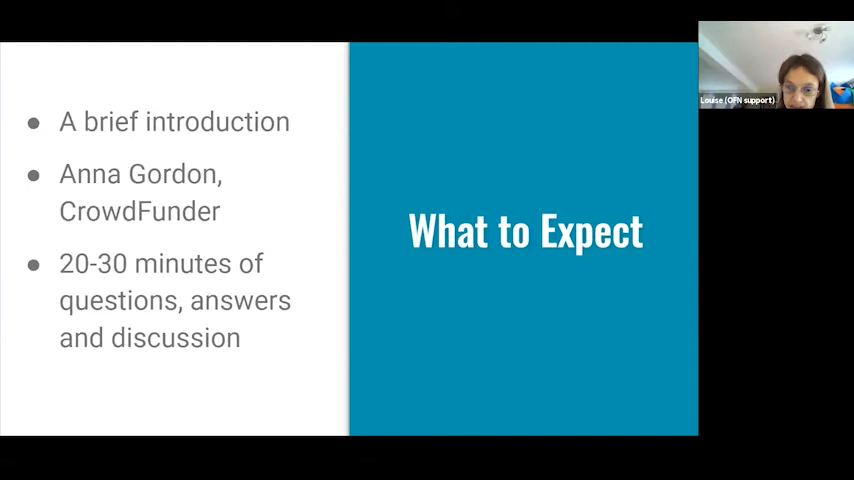 ● A brief introduction
● Anna Gordon,
CrowdFunder
● 20-30 minutes of
questions, answers
and discussion
What to Expect
Louise (OFN support)